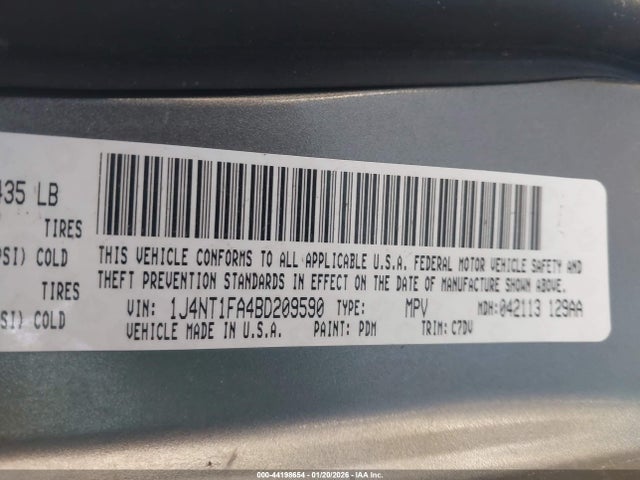 435 LB
TIRES
PSI) COLD
TIRES
SI) COLD
THIS VEHICLE CONFORMS TO ALL APPLICABLE U.S.A. FEDERAL MOTOR VEHICLE SAFETY AND
THEFT PREVENTION STANDARDS IN EFFECT ON THE DATE OF MANUFACTURE SHOWN ABOVE.
VIN: 1J4NT1FA4BD209590 TYPE: MPV MDH: 042113 129AA
VEHICLE MADE IN U.S.A. PAINT: PDM TRIM: C7DV
000-44198654 | 01/20/2026 | IAA Inc.